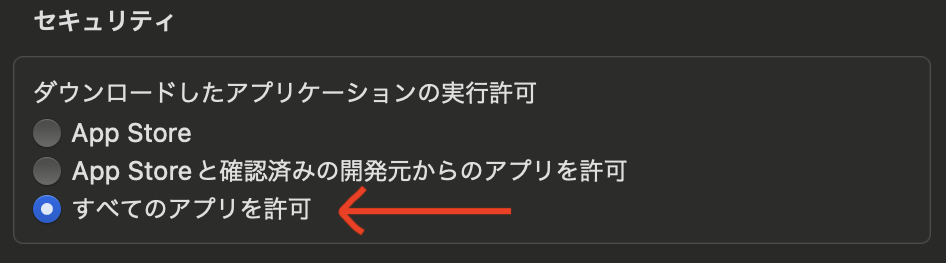 セキュリティ
ダウンロードしたアプリケーションの実行許可
App Store
App Storeと確認済みの開発元からのアプリを許可
すべてのアプリを許可